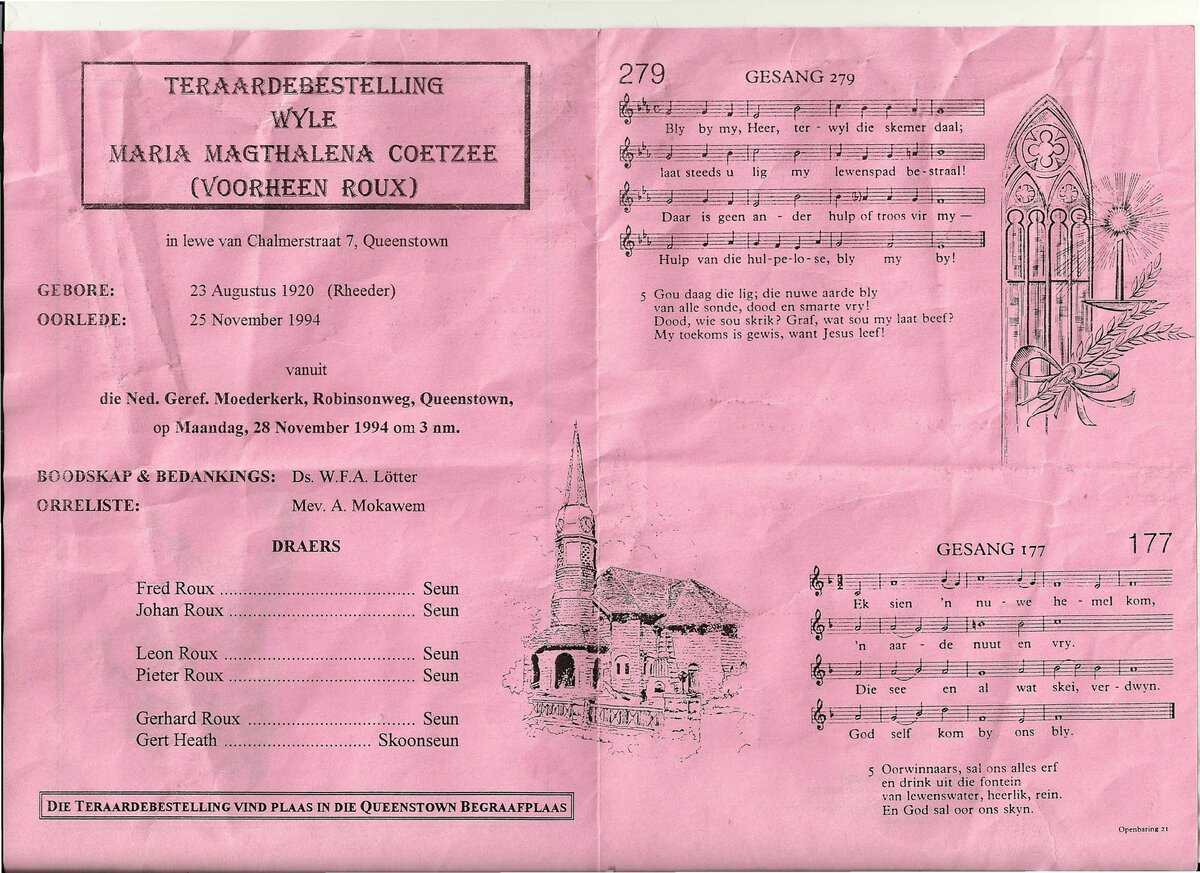 TERAARDEBESTELLING
WYLE
MARIA MAGTHALENA COETZEE
(VOORHEEN ROUX)
in lewe van Chalmerstraat 7, Queenstown
GEBORE: 23 Augustus 1920 (Rheeder)
OORLEDE: 25 November 1994
vanuit
die Ned. Geref. Moederkerk, Robinsonweg, Queenstown,
op Maandag, 28 November 1994 om 3 nm.
BOODSKAP & BEDANKINGS: Ds. W.F.A. Lötter
ORRELISTE: Mev. A. Mokawem
DRAERS
Fred Roux ........................................ Seun
Johan Roux ...................................... Seun
Leon Roux ....................................... Seun
Pieter Roux ...................................... Seun
Gerhard Roux ................................... Seun
Gert Heath .............................. Skoonseun
DIE TERAARDEBESTELLING VIND PLAAS IN DIE QUEENSTOWN BEGRAAFPLAAS
279 GESANG 279
Bly by my, Heer, ter - wyl die skemer daal;
laat steeds u lig my lewenspad be-straal!
Daar is geen an - der hulp of troos vir my —
Hulp van die hul-pe-lo-se, bly my by!
5 Gou daag die lig; die nuwe aarde bly
van alle sonde, dood en smarte vry!
Dood, wie sou skrik? Graf, wat sou my laat beef?
My toekoms is gewis, want Jesus leef!
GESANG 177 177
Ek sien 'n nu - we he - mel kom,
'n aar - de nuut en vry.
Die see en al wat skei, ver - dwyn.
God self kom by ons bly.
5 Oorwinnaars, sal ons alles erf
en drink uit die fontein
van lewenswater, heerlik, rein.
En God sal oor ons skyn.
Openbaring 21